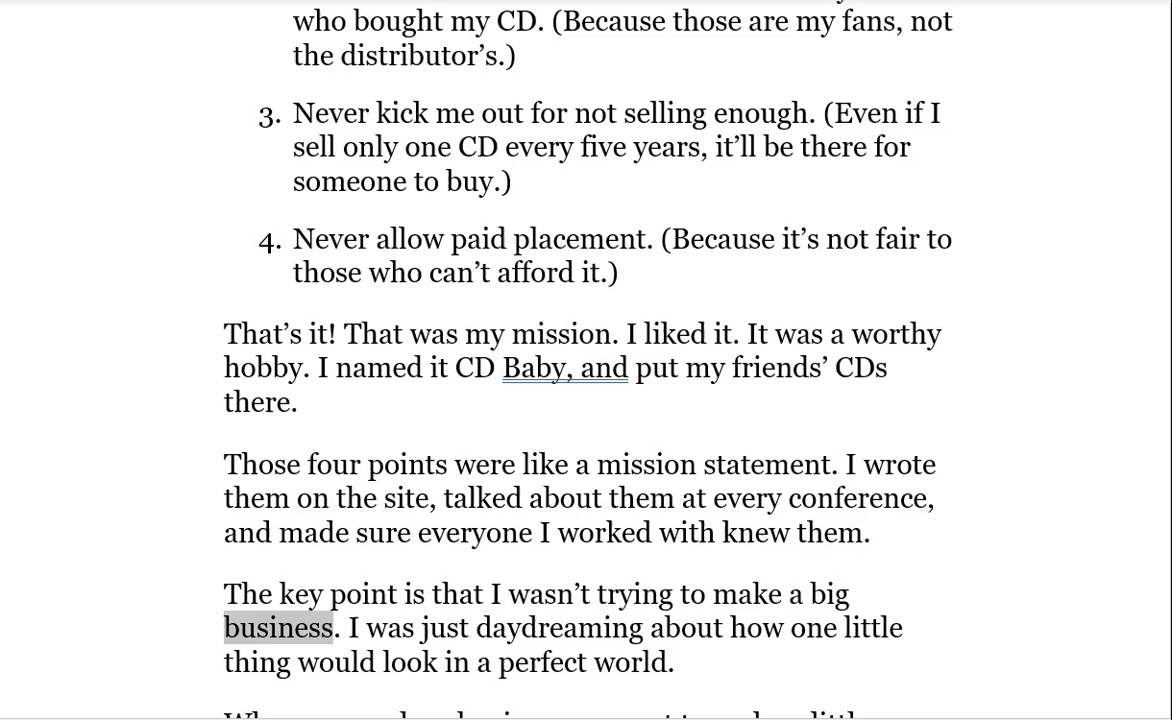 who bought my CD. (Because those are my fans, not
the distributor’s.)
3. Never kick me out for not selling enough. (Even if I
sell only one CD every five years, it’ll be there for
someone to buy.)
4. Never allow paid placement. (Because it’s not fair to
those who can’t afford it.)
That’s it! That was my mission. I liked it. It was a worthy
hobby. I named it CD Baby, and put my friends’ CDs
there.
Those four points were like a mission statement. I wrote
them on the site, talked about them at every conference,
and made sure everyone I worked with knew them.
The key point is that I wasn’t trying to make a big
business. I was just daydreaming about how one little
thing would look in a perfect world.